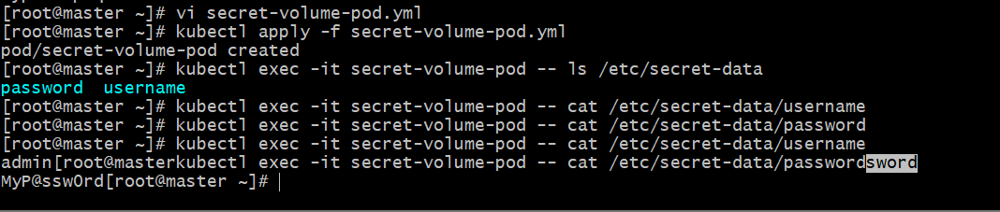 [root@master ~]# vi secret-volume-pod.yml
[root@master ~]# kubectl apply -f secret-volume-pod.yml
pod/secret-volume-pod created
[root@master ~]# kubectl exec -it secret-volume-pod -- ls /etc/secret-data
password  username
[root@master ~]# kubectl exec -it secret-volume-pod -- cat /etc/secret-data/username
[root@master ~]# kubectl exec -it secret-volume-pod -- cat /etc/secret-data/password
[root@master ~]# kubectl exec -it secret-volume-pod -- cat /etc/secret-data/username
admin[root@masterkubectl exec -it secret-volume-pod -- cat /etc/secret-data/passwordsword
MyP@ssw0rd[root@master ~]#